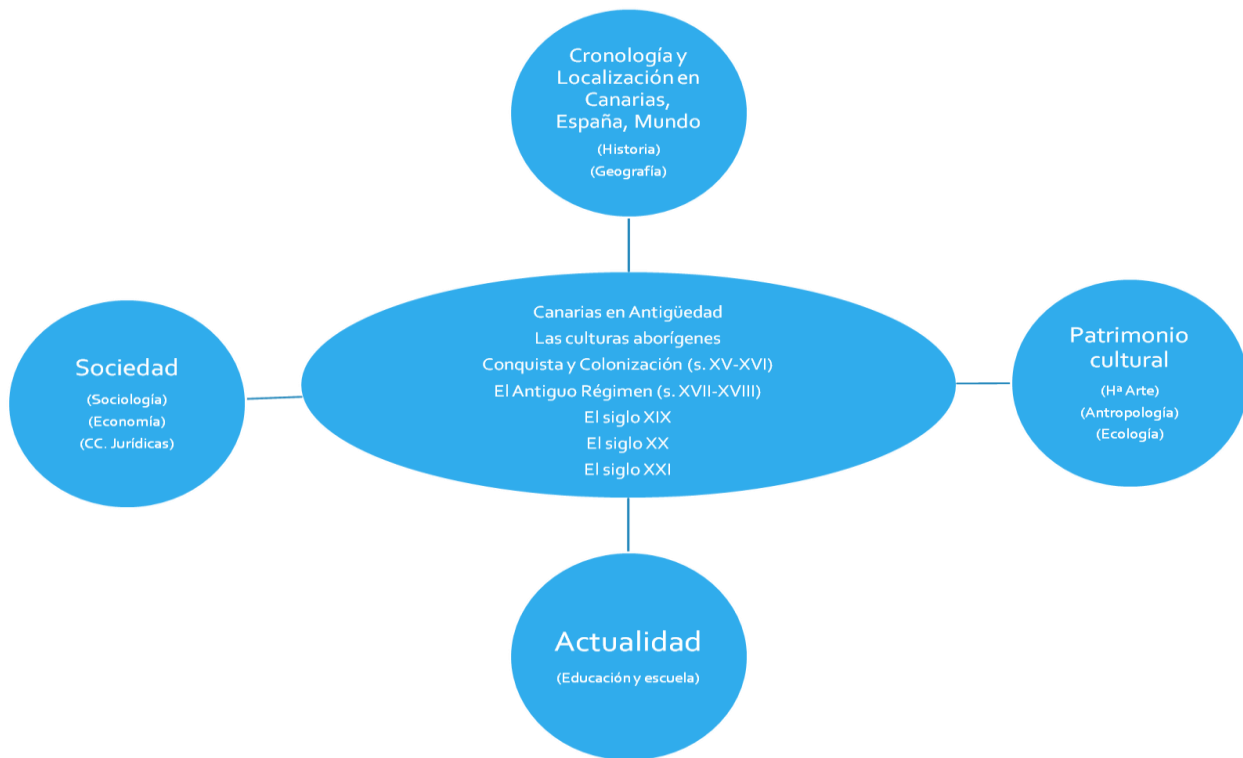 Cronología y
Localización en
Canarias,
España, Mundo
(Historia)
(Geografía)
Sociedad
(Sociología)
(Economía)
(CC. Jurídicas)
Canarias en Antigüedad
Las culturas aborígenes
Conquista y Colonización (s. XV-XVI)
El Antiguo Régimen (s. XVII-XVIII)
El siglo XIX
El siglo XX
El siglo XXI
Patrimonio
cultural
(Hª Arte)
(Antropología)
(Ecología)
Actualidad
(Educación y escuela)